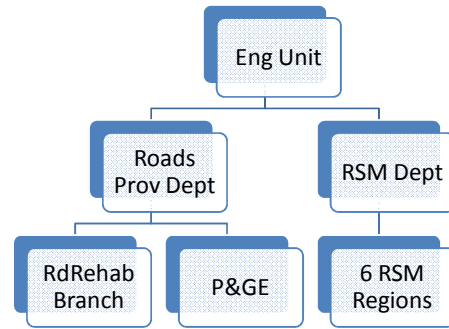 Eng Unit
Roads
Prov Dept
RSM Dept
RdRehab
Branch
P&GE
6 RSM
Regions